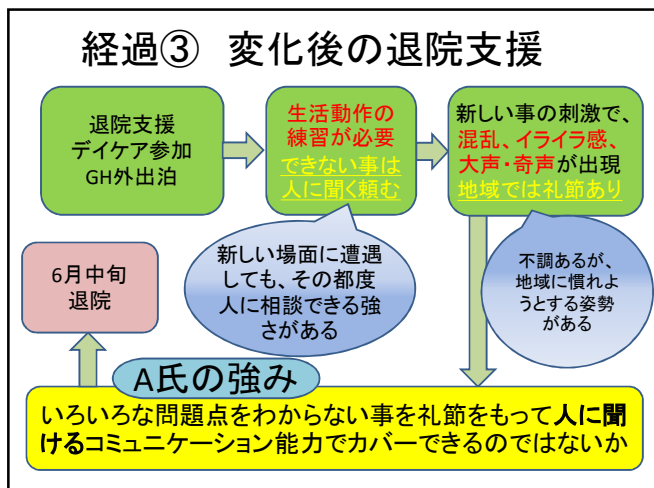 経過③ 変化後の退院支援
退院支援
デイケア参加
GH外出泊
生活動作の
練習が必要
できない事は
人に聞く頼む
新しい事の刺激で、
混乱、イライラ感、
大声・奇声が出現
地域では礼節あり
新しい場面に遭遇
しても、その都度
人に相談できる強
さがある
不調あるが、
地域に慣れよ
うとする姿勢
がある
6月中旬
退院
A氏の強み
いろいろな問題点をわからない事を礼節をもって人に聞
けるコミュニケーション能力でカバーできるのではないか